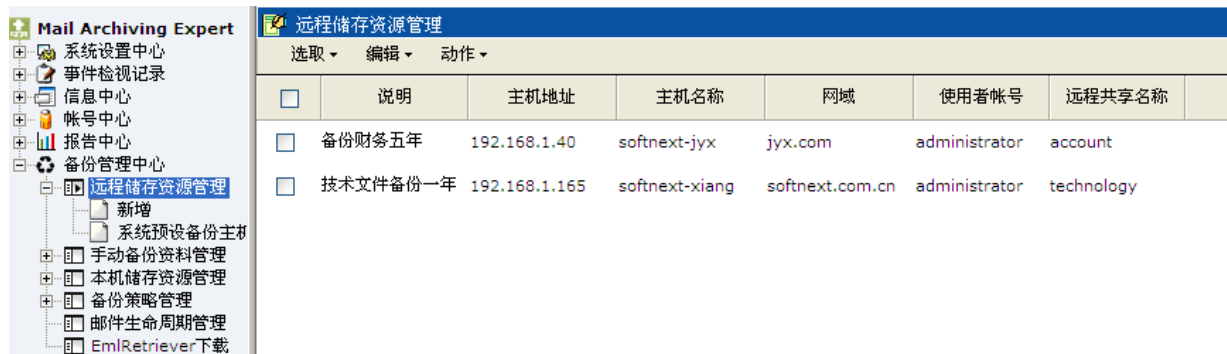 Mail Archiving Expert
系统设置中心
事件检视记录
信息中心
帐号中心
报告中心
备份管理中心
远程储存资源管理
新增
系统预设备份主机
手动备份资料管理
本机储存资源管理
备份策略管理
邮件生命周期管理
EmlRetriever下载
远程储存资源管理
选取 编辑 动作
说明 主机地址 主机名称 网域 使用者帐号 远程共享名称
备份财务五年 192.168.1.40 softnext-jyx jyx.com administrator account
技术文件备份一年 192.168.1.165 softnext-xiang softnext.com.cn administrator technology